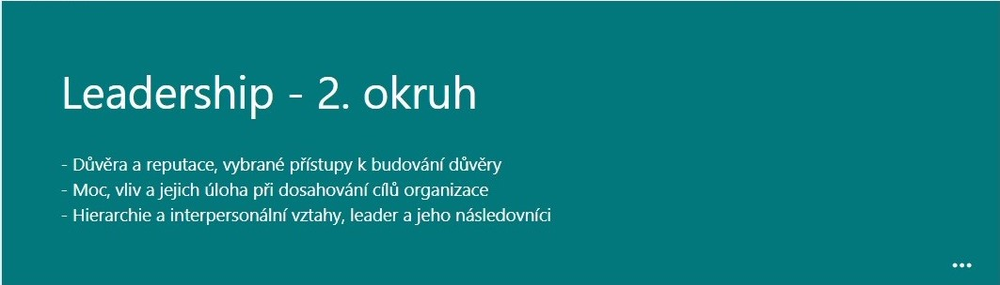 Leadership - 2. okruh
- Důvěra a reputace, vybrané přístupy k budování důvěry
- Moc, vliv a jejich úloha při dosahování cílů organizace
- Hierarchie a interpersonální vztahy, leader a jeho následovníci